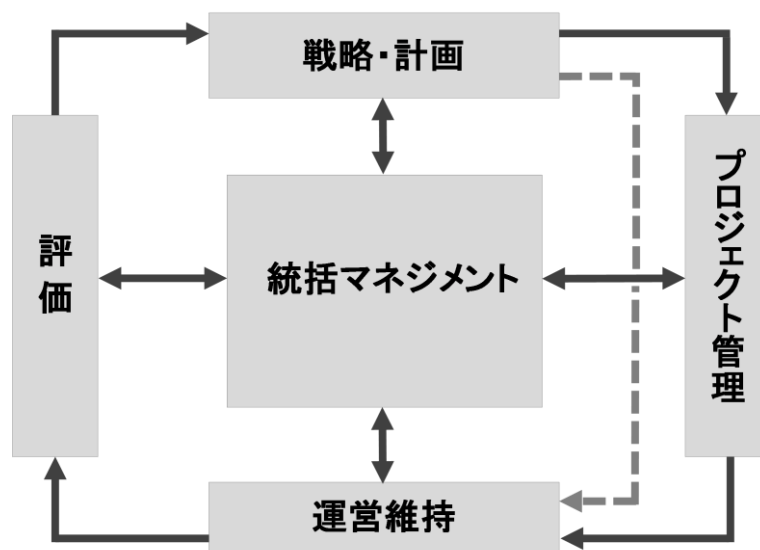 戦略・計画
プロジェクト管理
統括マネジメント
評価
運営維持